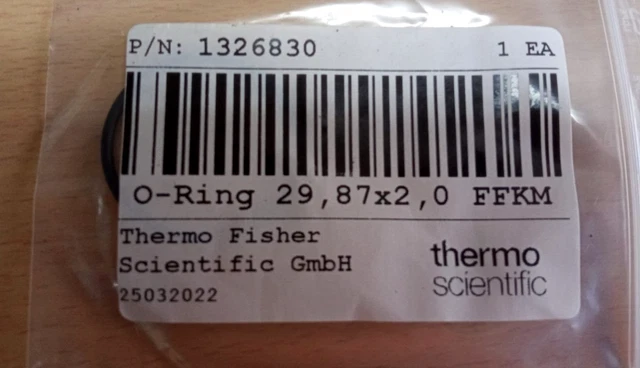 P/N: 1326830 1 EA
O-Ring 29,87x2,0 FFKM
Thermo Fisher
Scientific GmbH
25032022
thermo
scientific